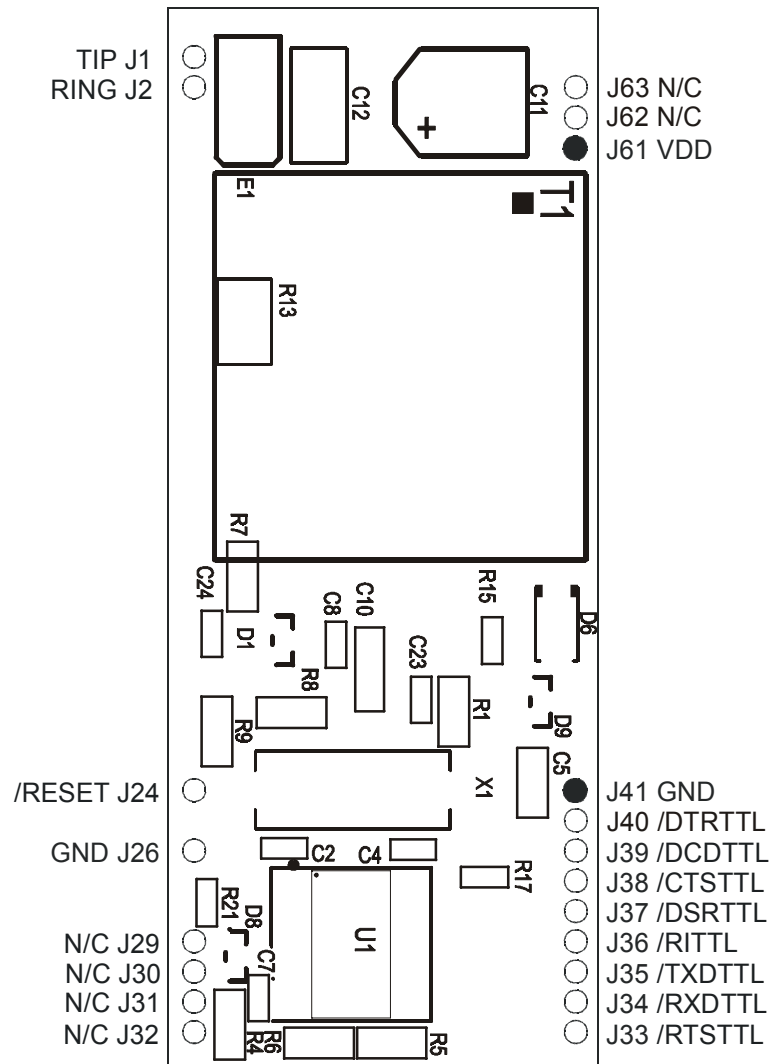 TIP J1
RING J2
C12
C11
+
J63 N/C
J62 N/C
J61 VDD
E1
T1
R13
R7
C24
D1
C8
C10
R15
D6
C23
R8
R1
R9
D9
C5
X1
/RESET J24
J41 GND
J40 /DTRTTL
GND J26
C2
C4
J39 /DCDTTL
R17
J38 /CTSTTL
R21
D8
J37 /DSRTTL
U1
N/C J29
J36 /RITTL
C7
N/C J30
J35 /TXDTTL
N/C J31
J34 /RXDTTL
N/C J32
R4
R6
R5
J33 /RTSTTL